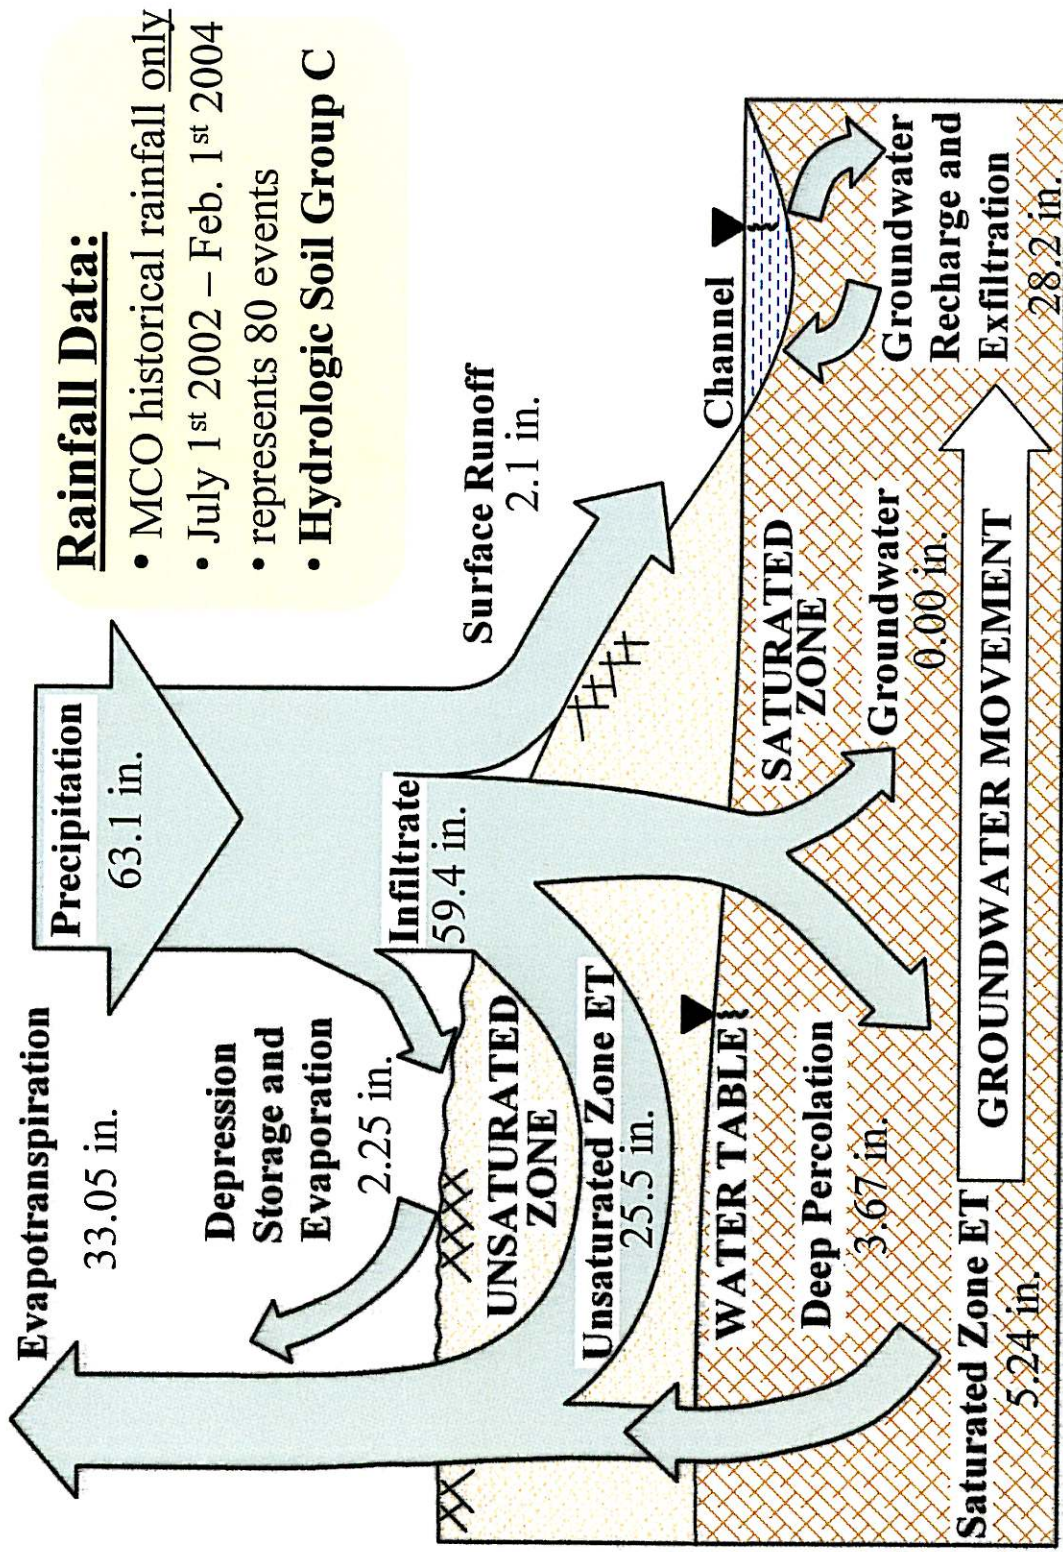 Rainfall Data:
• MCO historical rainfall only
• July 1st 2002 – Feb. 1st 2004
• represents 80 events
• Hydrologic Soil Group C
Evapotranspiration
33.05 in.
Precipitation
63.1 in.
Depression
Storage and
Evaporation
2.25 in.
Infiltrate
59.4 in.
Surface Runoff
2.1 in.
UNSATURATED
ZONE
Unsaturated Zone ET
25.5 in.
Channel
WATER TABLE
SATURATED
ZONE
Deep Percolation
3.67 in.
Groundwater
0.00 in.
Groundwater
Recharge and
Exfiltration
28.2 in.
Saturated Zone ET
5.24 in.
GROUNDWATER MOVEMENT